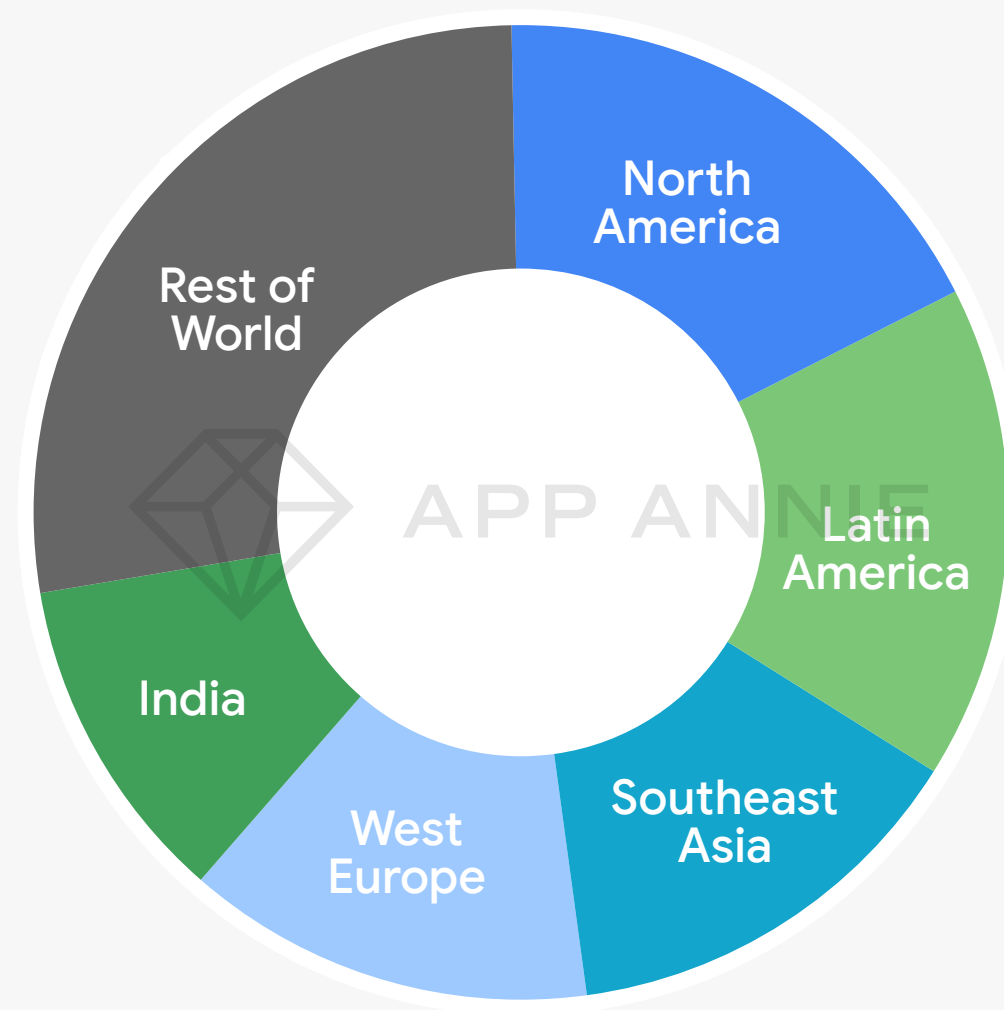 North
America
Rest of
World
APP ANNIE
Latin
America
India
Southeast
Asia
West
Europe